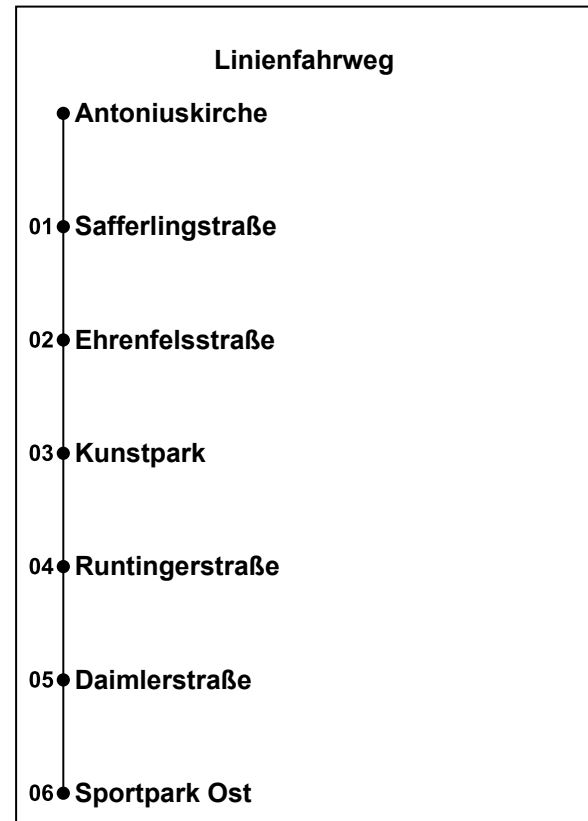 Linienfahrweg
Antoniuskirche
01 Safferlingstraße
02 Ehrenfelsstraße
03 Kunstpark
04 Runtingerstraße
05 Daimlerstraße
06 Sportpark Ost